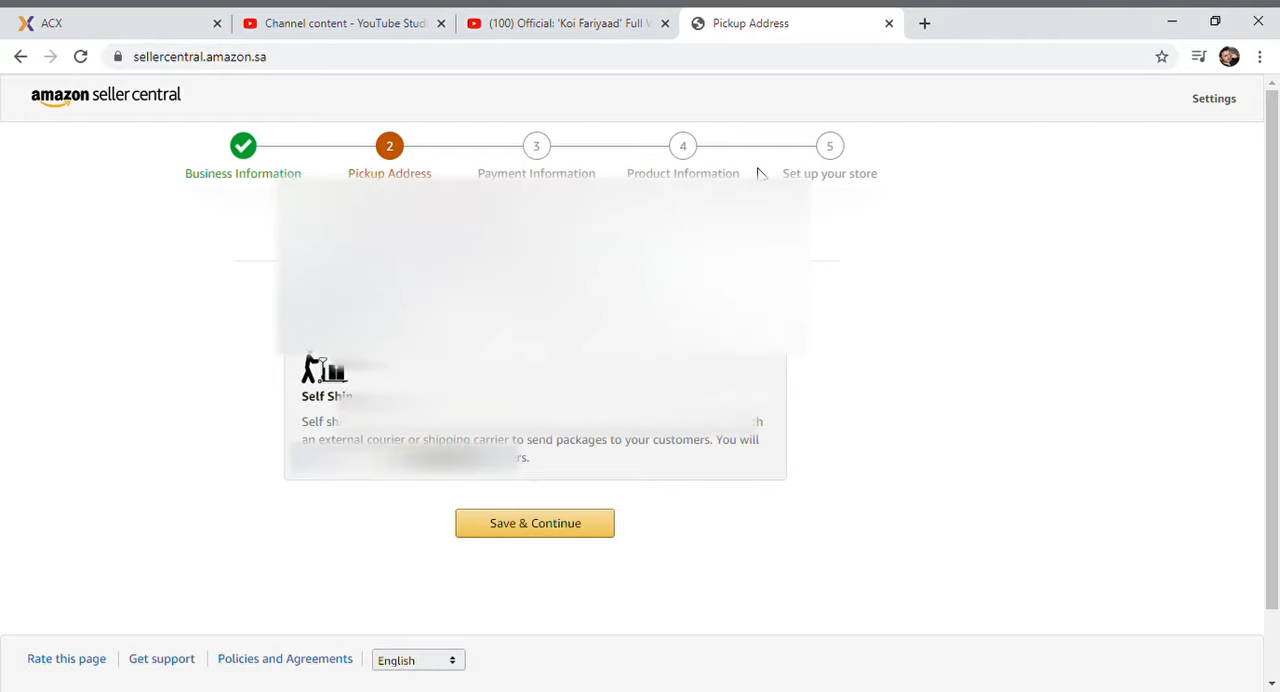 ACX
Channel content - YouTube Stud
(100) Official: 'Koi Fariyaad' Full V
Pickup Address
sellercentral.amazon.sa
amazon seller central
Settings
2
3
4
5
Business Information
Pickup Address
Payment Information
Product Information
Set up your store
Self Ship
Self sh
an external courier or shipping carrier to send packages to your customers. You will
rs.
Save & Continue
Rate this page
Get support
Policies and Agreements
English